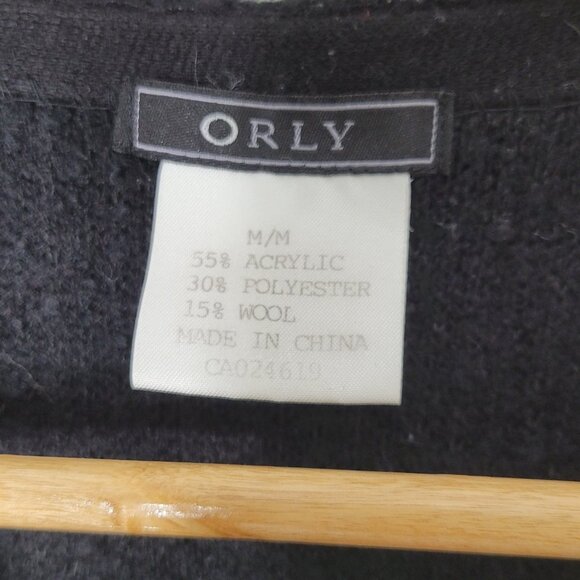 ORLY
M/M
55% ACRYLIC
30% POLYESTER
15% WOOL
MADE IN CHINA
CA024619